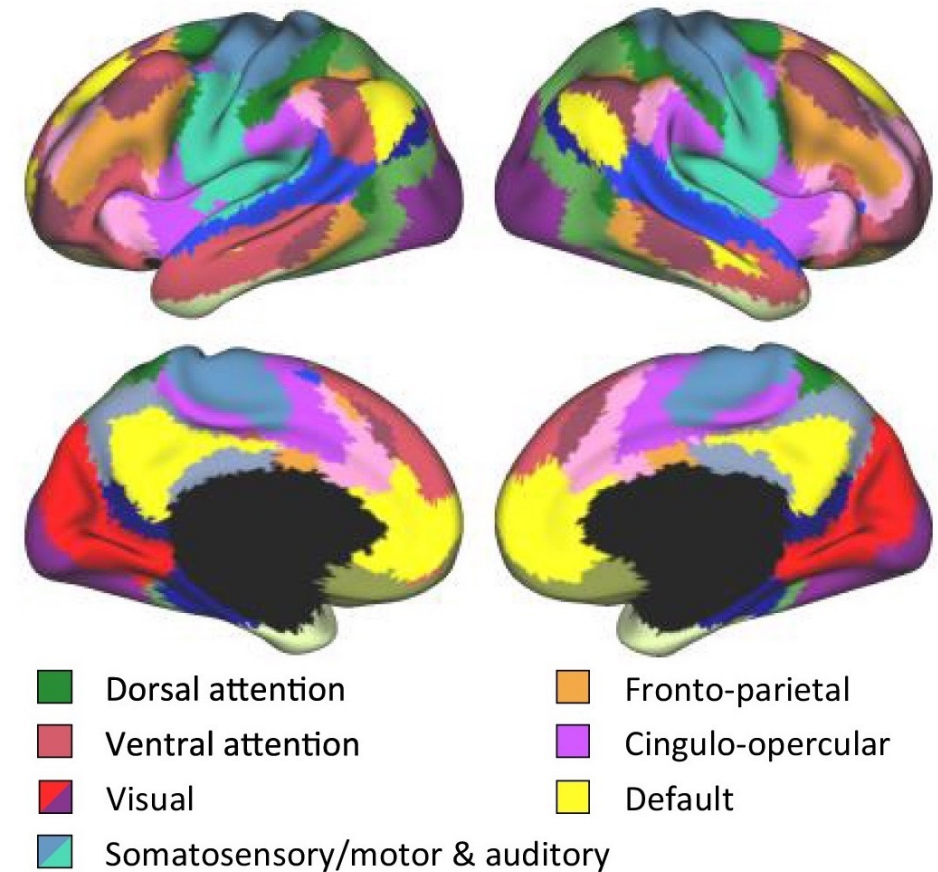 Dorsal attention
Ventral attention
Visual
Somatosensory/motor & auditory
Fronto-parietal
Cingulo-opercular
Default